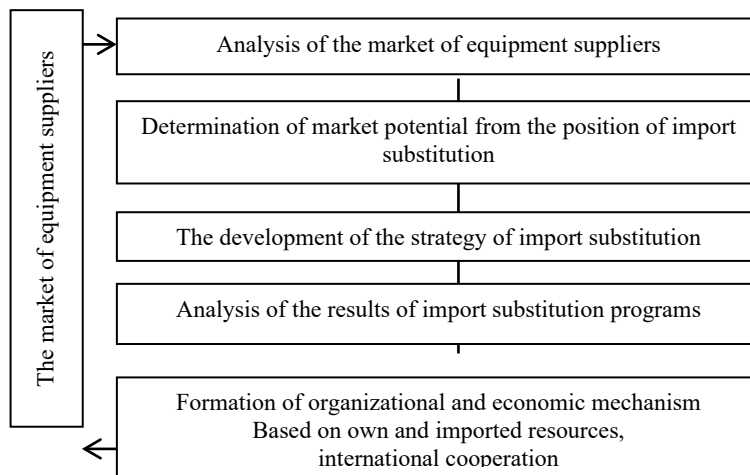 The market of equipment suppliers
Analysis of the market of equipment suppliers
Determination of market potential from the position of import
substitution
The development of the strategy of import substitution
Analysis of the results of import substitution programs
Formation of organizational and economic mechanism
Based on own and imported resources,
international cooperation